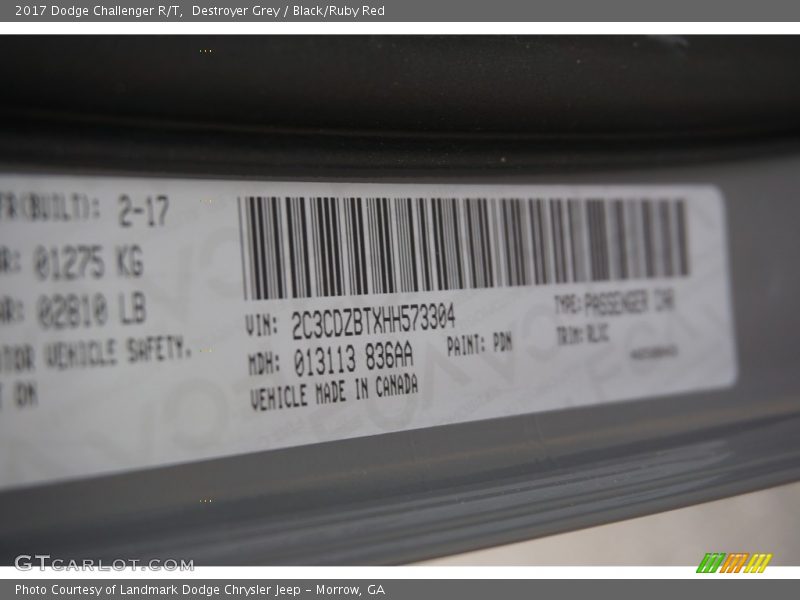 2017 Dodge Challenger R/T, Destroyer Grey / Black/Ruby Red
FR(BUILT): 2-17
R: 01275 KG
R: 02810 LB
TOR VEHICLE SAFETY.
ON
VIN: 2C3CDZBTXHH573304
MDH: 013113 836AA
PAINT: PDN
VEHICLE MADE IN CANADA
TYPE: PASSENGER CAR
TRIM:
GTCARLOT.COM
Photo Courtesy of Landmark Dodge Chrysler Jeep – Morrow, GA